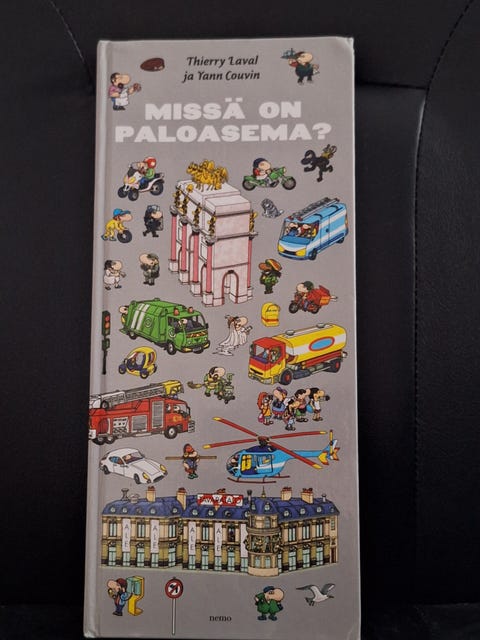 Thierry Laval
ja Yann Couvin
MISSÄ ON
PALOASEMA?
nemo